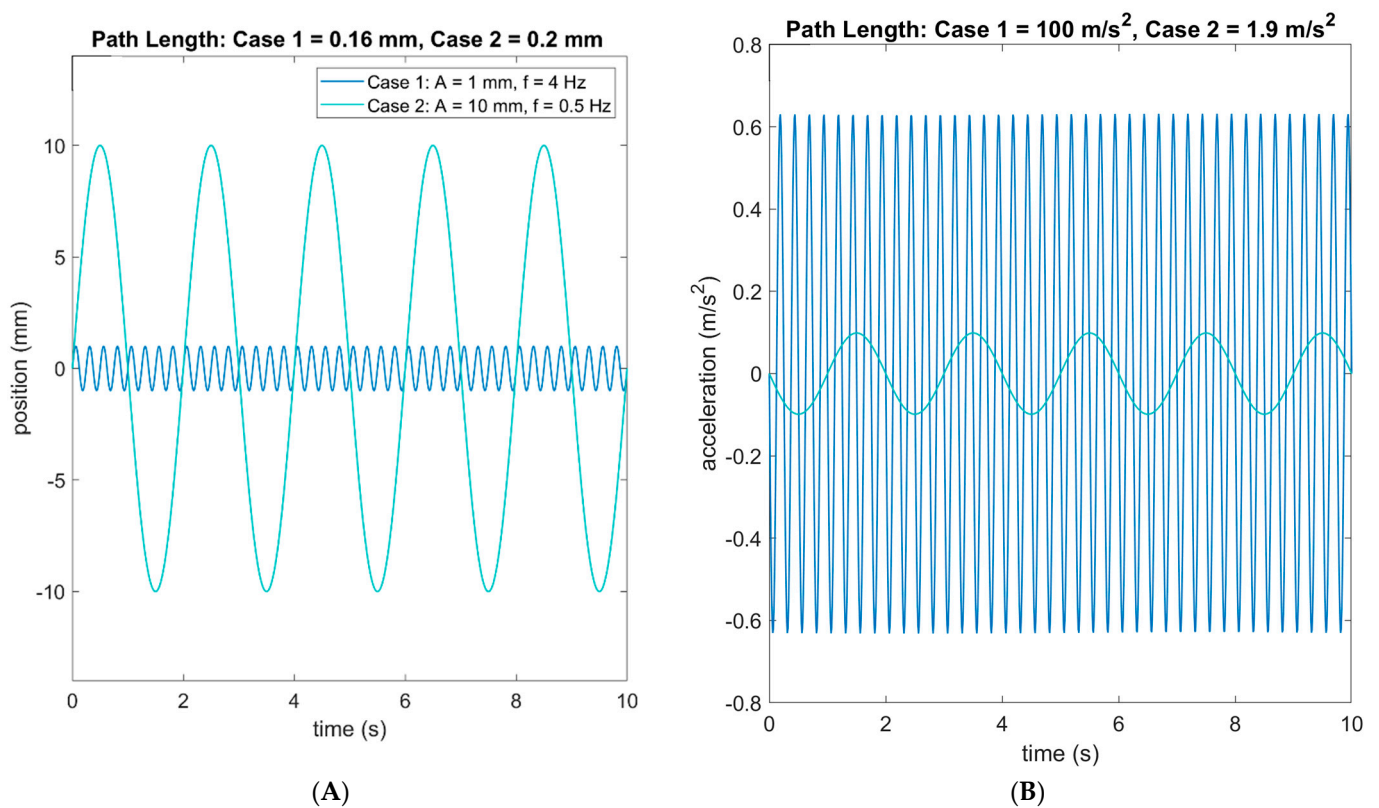 Path Length: Case 1 = 0.16 mm, Case 2 = 0.2 mm
Case 1: A = 1 mm, f = 4 Hz
Case 2: A = 10 mm, f = 0.5 Hz
10
5
0
-5
-10
position (mm)
0 2 4 6 8 10
time (s)
(A)
Path Length: Case 1 = 100 m/s², Case 2 = 1.9 m/s²
0.8
0.6
0.4
0.2
0
-0.2
-0.4
-0.6
-0.8
acceleration (m/s²)
0 2 4 6 8 10
time (s)
(B)